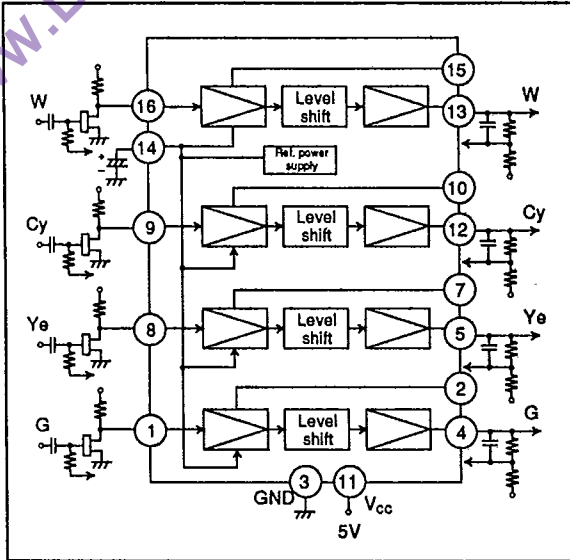 W.L
W
16
15
Level
shift
13
W
+
14
−
Ref. power
supply
10
Cy
9
Level
shift
12
Cy
7
Ye
8
Level
shift
5
Ye
2
G
1
Level
shift
4
G
3
11
GND
Vcc
5V